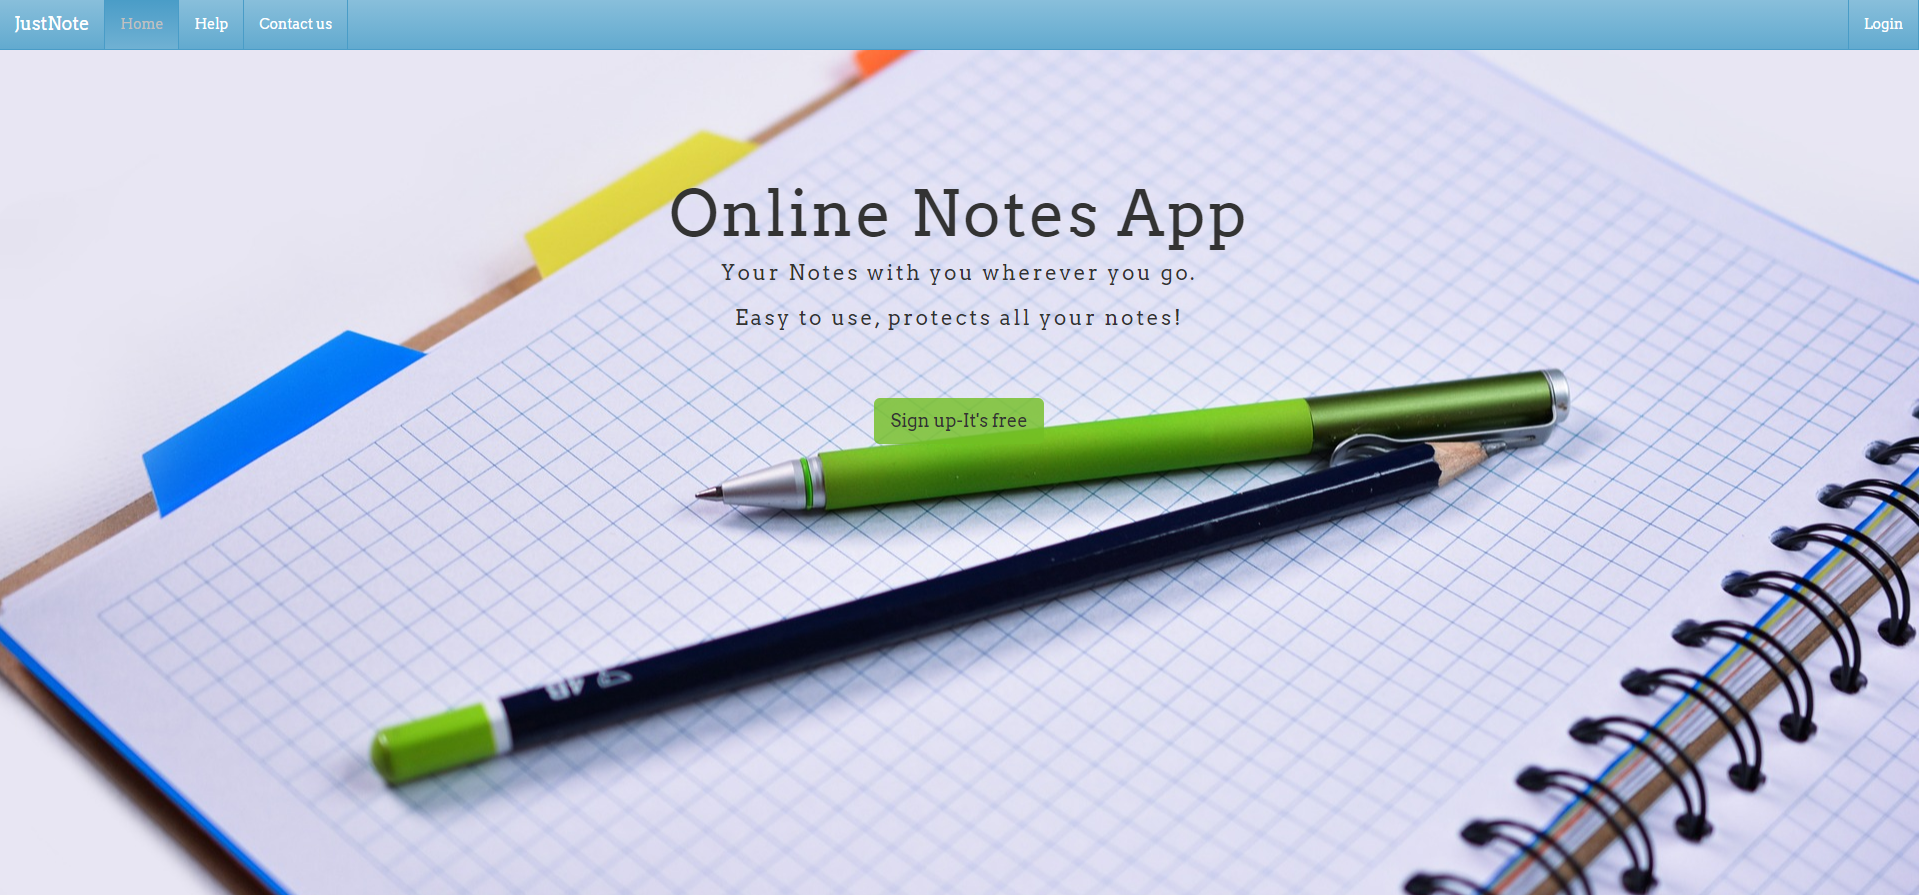 JustNote Home Help Contact us Login
Online Notes App
Your Notes with you wherever you go.
Easy to use, protects all your notes!
Sign up-It's free
4B